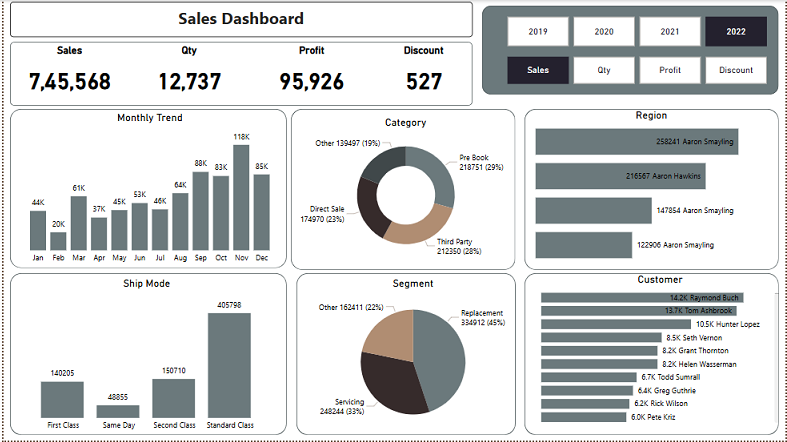 Sales Dashboard
2019 2020 2021 2022
Sales Qty Profit Discount
Sales Qty Profit Discount
7,45,568 12,737 95,926 527
Monthly Trend
118K
88K
83K
85K
64K
61K
53K
44K
45K
46K
37K
20K
Jan Feb Mar Apr May Jun Jul Aug Sep Oct Nov Dec
Category
Other 139497 (19%)
Pre Book
218751 (29%)
Direct Sale
174970 (23%)
Third Party
212350 (28%)
Region
258241 Aaron Smayling
216567 Aaron Hawkins
147854 Aaron Smayling
122906 Aaron Smayling
Ship Mode
405798
140205
150710
48855
First Class Same Day Second Class Standard Class
Segment
Other 162411 (22%)
Replacement
334912 (45%)
Servicing
248244 (33%)
Customer
14.2K Raymond Buch
13.7K Tom Ashbrook
10.5K Hunter Lopez
8.5K Seth Vernon
8.2K Grant Thornton
8.2K Helen Wasserman
6.7K Todd Sumrall
6.4K Greg Guthrie
6.2K Rick Wilson
6.0K Pete Kriz